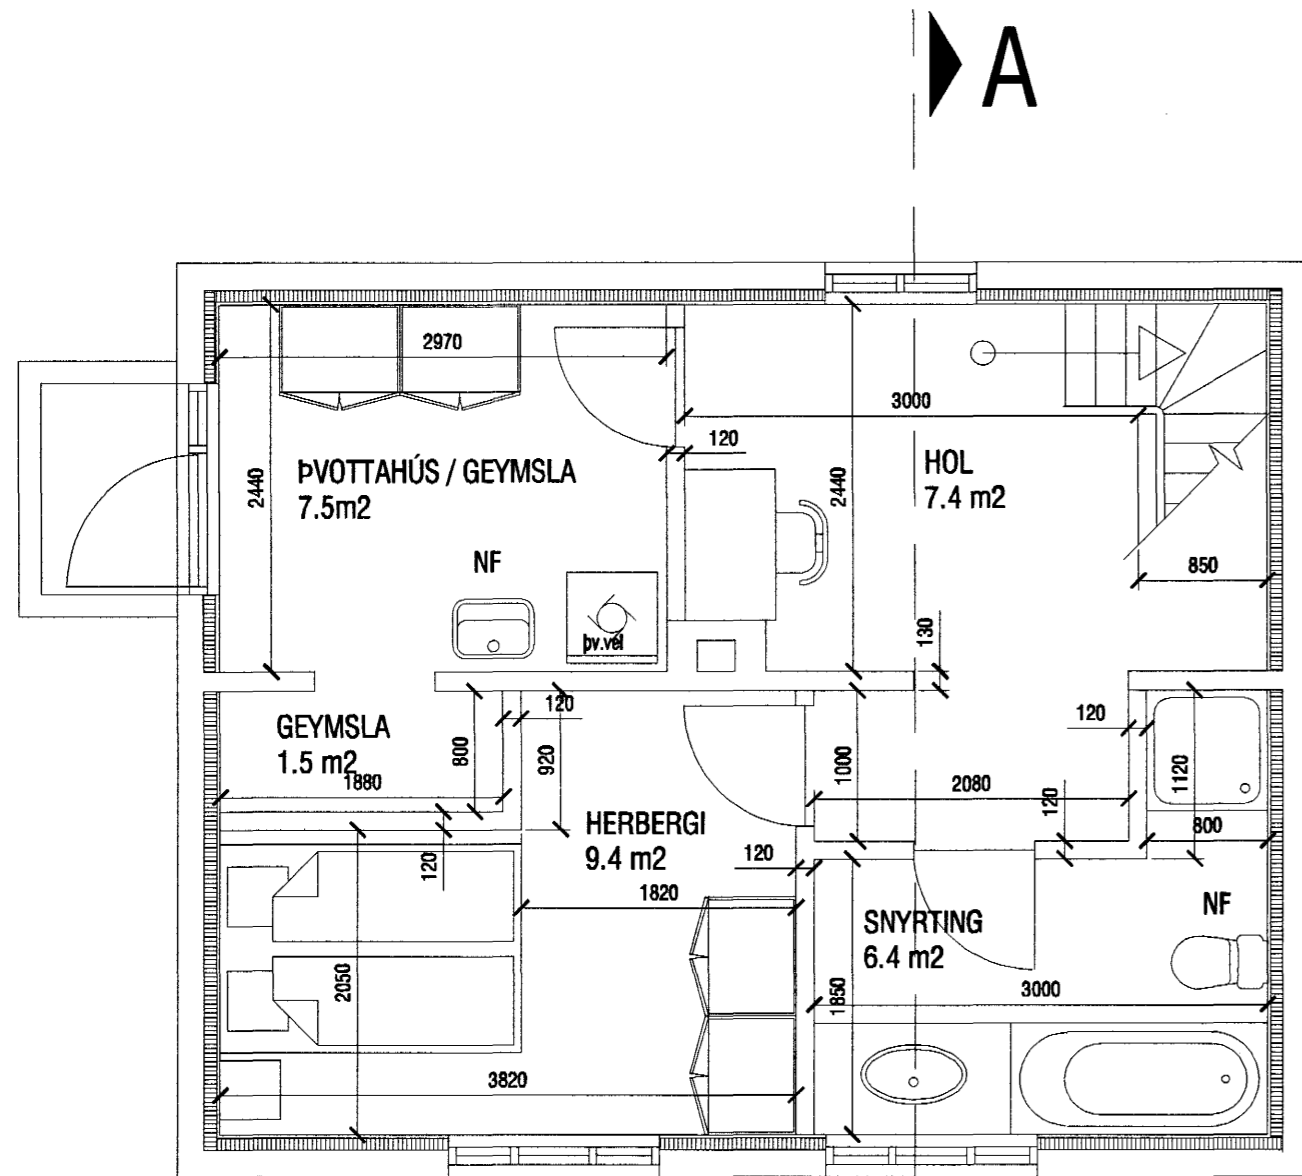 A
2970
3000
120
ÞVOTTAHÚS / GEYMSLA
7.5m2
HOL
7.4 m2
2440
2440
NF
850
þv.vél
130
120
GEYMSLA
1.5 m2
1880
800
920
1000
2080
120
120
1120
800
HERBERGI
9.4 m2
120
120
1820
SNYRTING
6.4 m2
NF
2050
1850
3000
3820